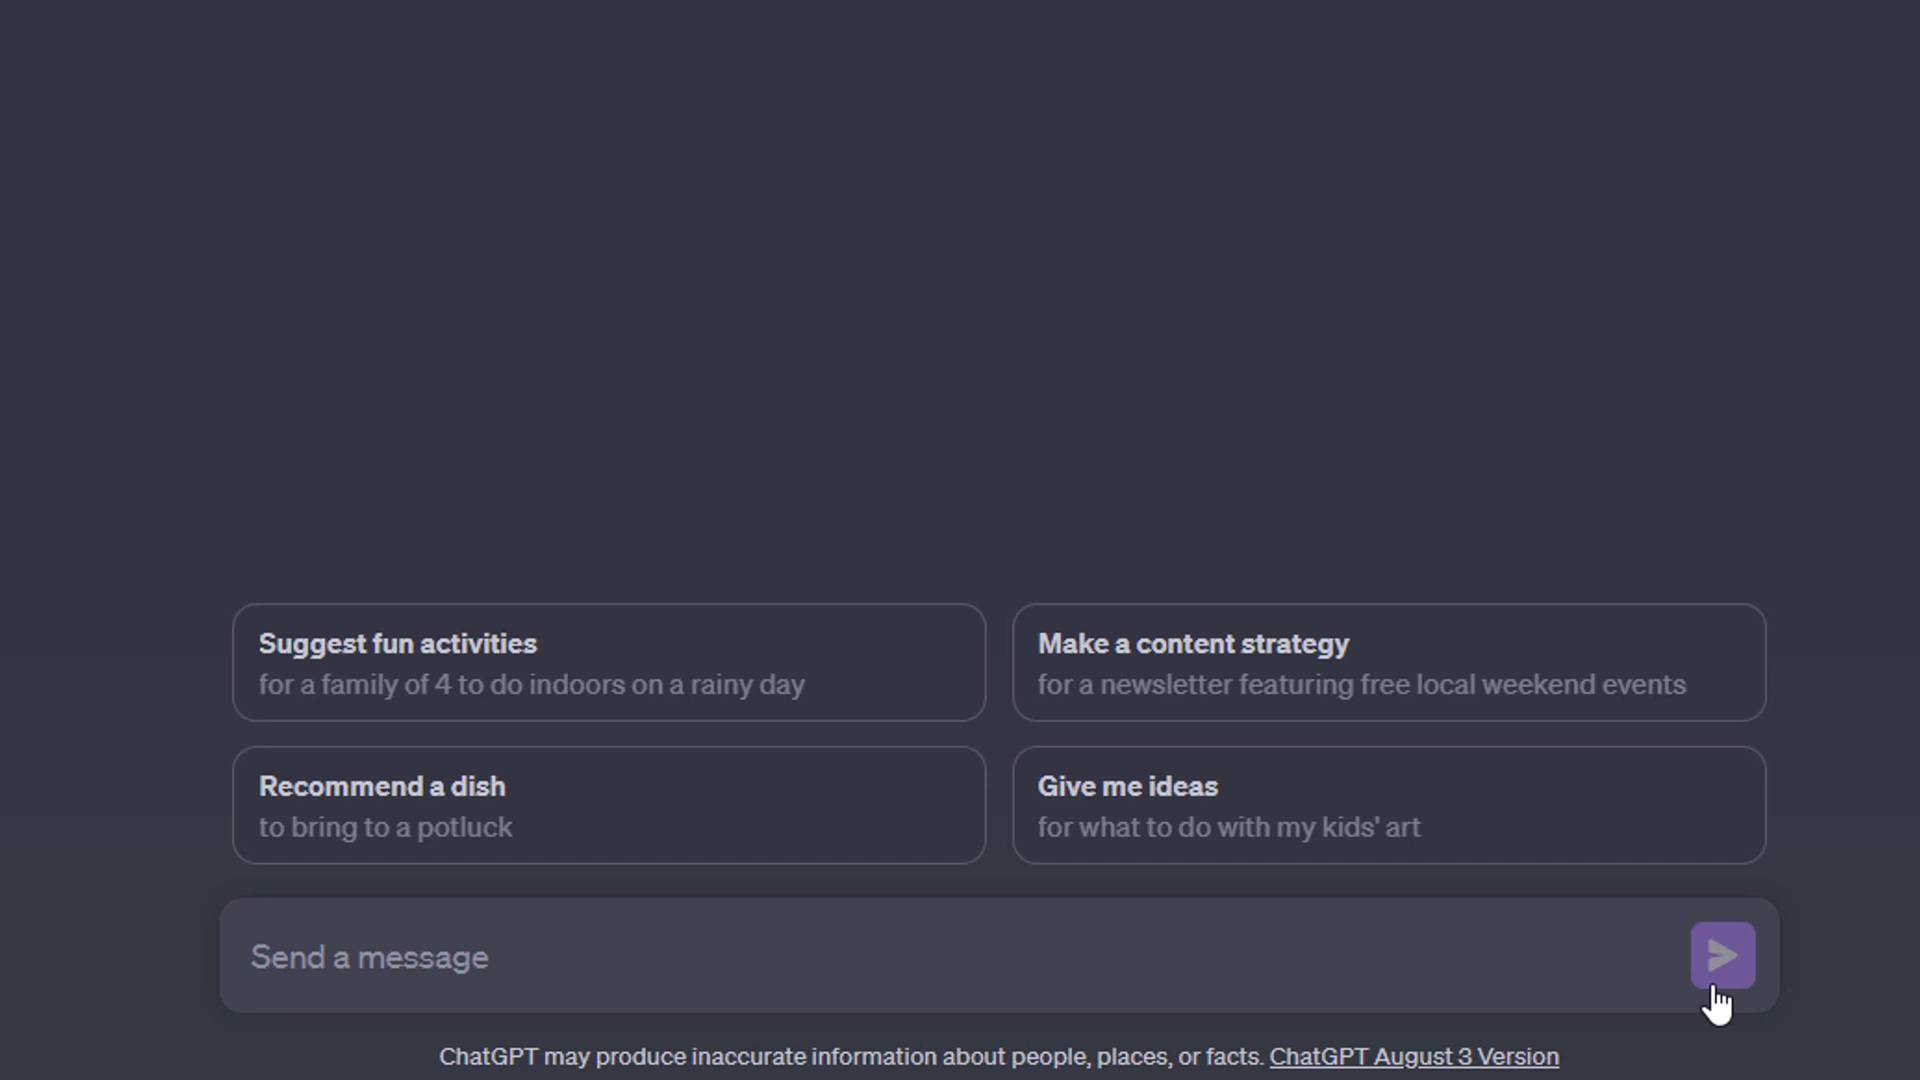 Suggest fun activities
for a family of 4 to do indoors on a rainy day
Make a content strategy
for a newsletter featuring free local weekend events
Recommend a dish
to bring to a potluck
Give me ideas
for what to do with my kids' art
Send a message
ChatGPT may produce inaccurate information about people, places, or facts. ChatGPT August 3 Version